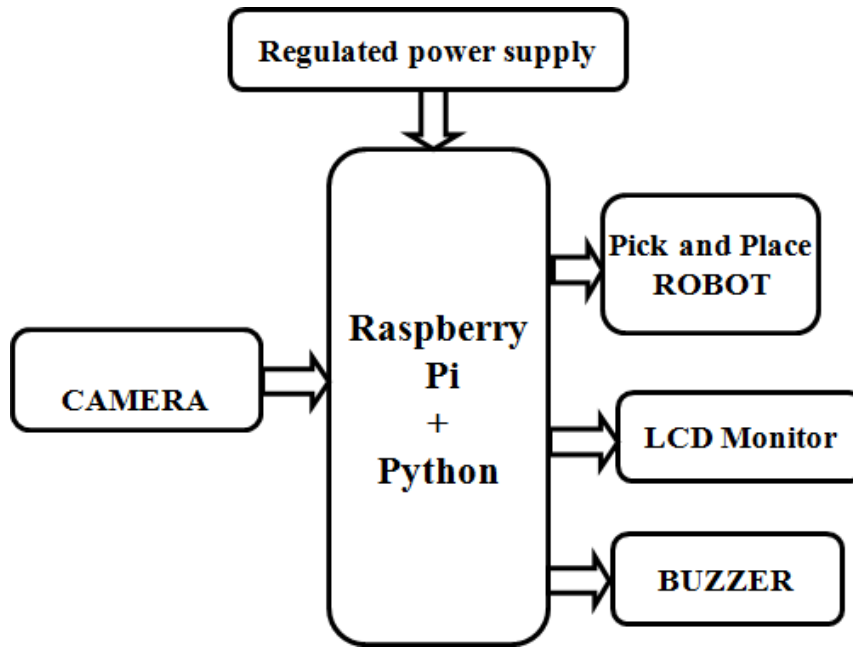 Regulated power supply
Pick and Place
ROBOT
Raspberry
Pi
+
Python
CAMERA
LCD Monitor
BUZZER